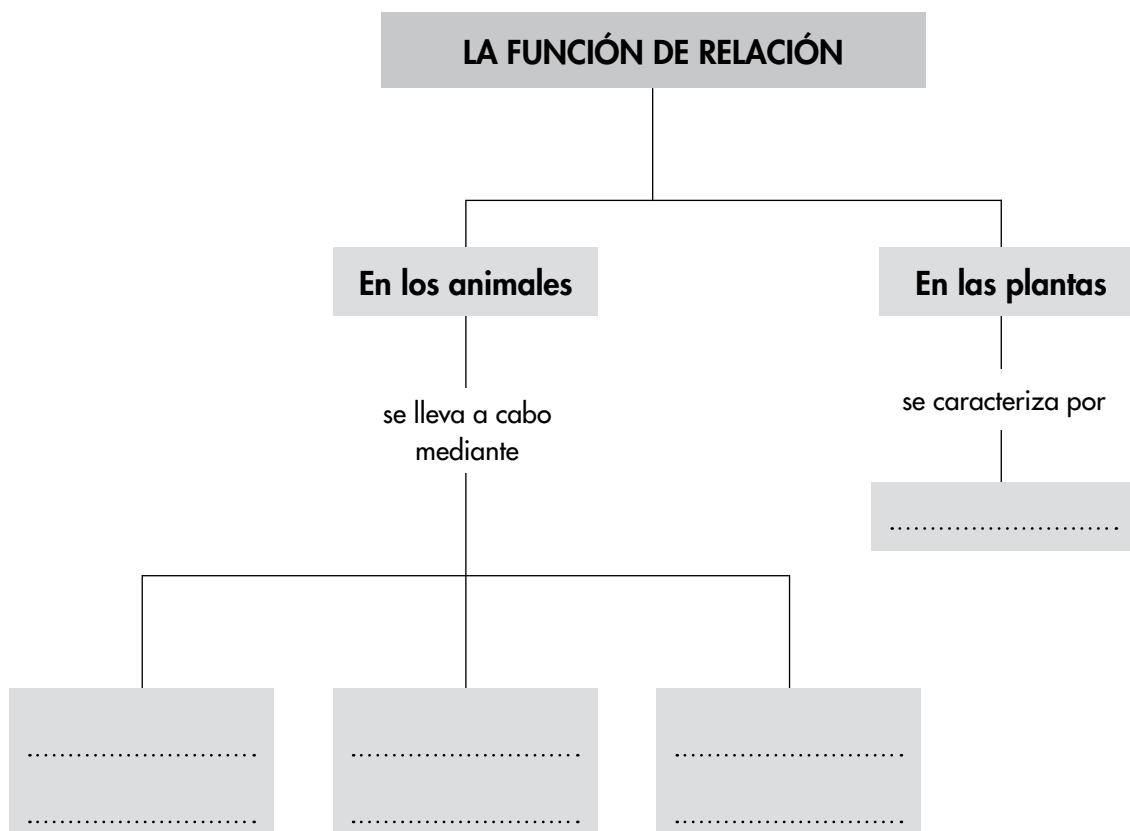 LA FUNCIÓN DE RELACIÓN
En los animales
En las plantas
se lleva a cabo
mediante
se caracteriza por